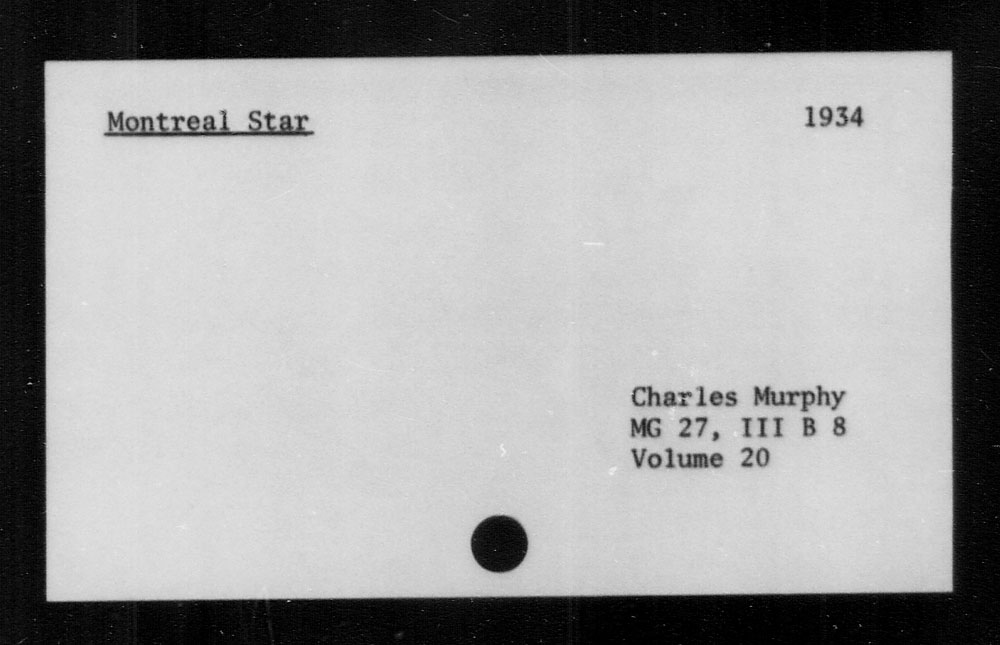 Montreal Star
1934
Charles Murphy
MG 27, III B 8
Volume 20